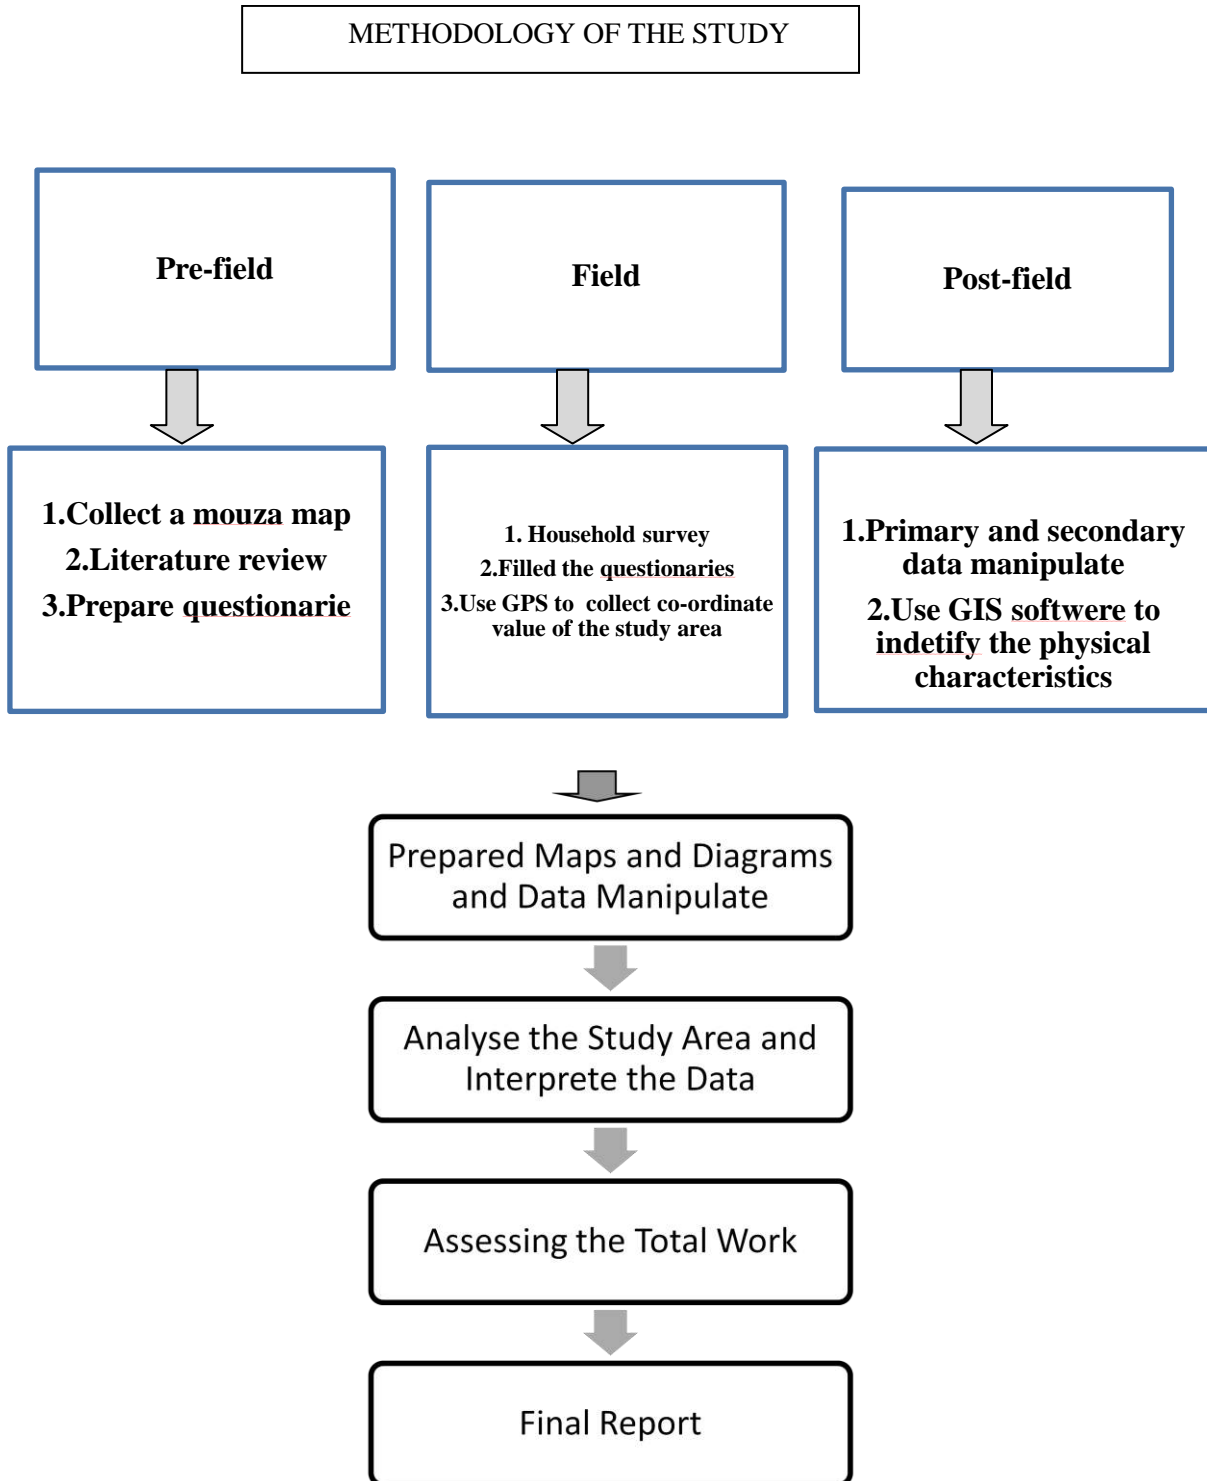 METHODOLOGY OF THE STUDY
Pre-field
Field
Post-field
1.Collect a mouza map
2.Literature review
3.Prepare questionarie
1. Household survey
2.Filled the questionaries
3.Use GPS to collect co-ordinate
value of the study area
1.Primary and secondary
data manipulate
2.Use GIS softwere to
indetify the physical
characteristics
Prepared Maps and Diagrams
and Data Manipulate
Analyse the Study Area and
Interprete the Data
Assessing the Total Work
Final Report